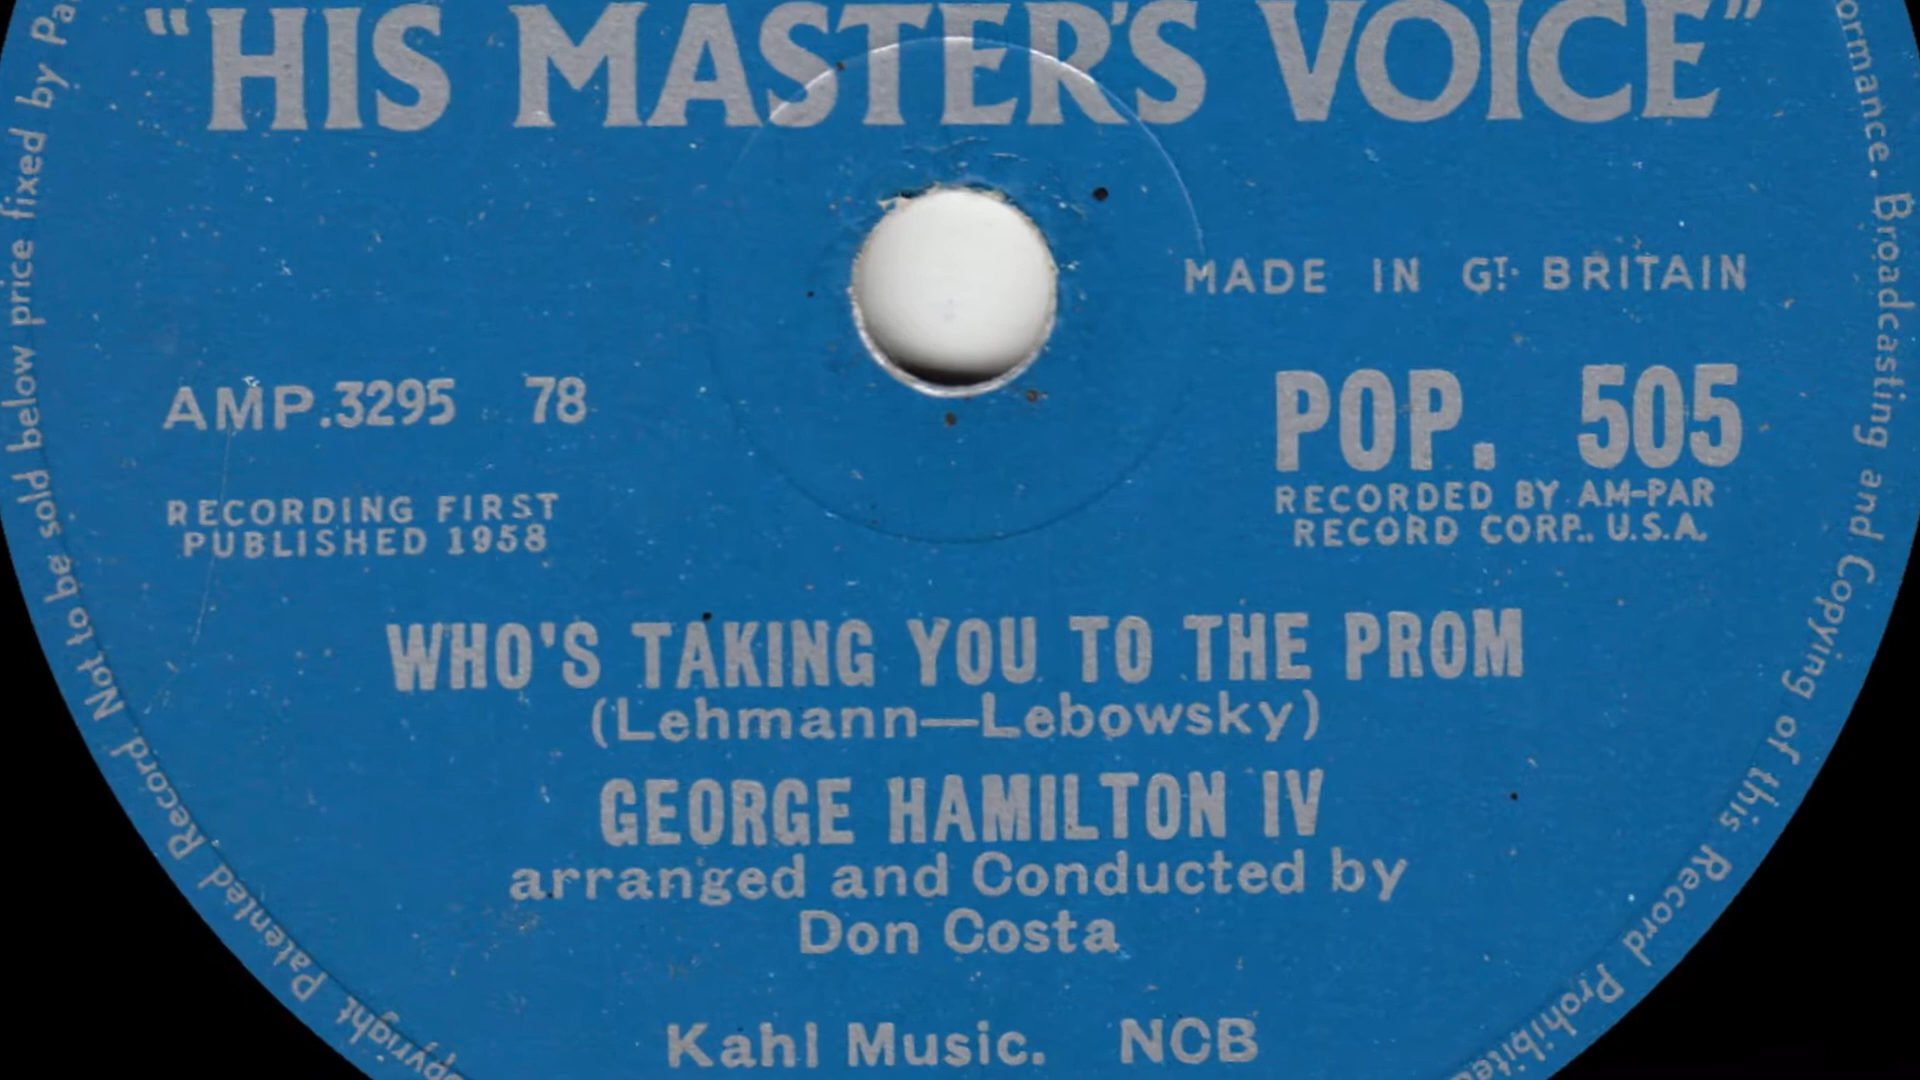 "HIS MASTER'S VOICE"
MADE IN GT. BRITAIN
AMP.3295 78
POP. 505
RECORDING FIRST
PUBLISHED 1958
RECORDED BY AM-PAR
RECORD CORP.. U.S.A.
WHO'S TAKING YOU TO THE PROM
(Lehmann—Lebowsky)
GEORGE HAMILTON IV
arranged and Conducted by
Don Costa
Kahl Music. NCB
Copyright. Patented Record. Not to be sold below price fixed by
Broadcasting and Copying of this Record Prohibited